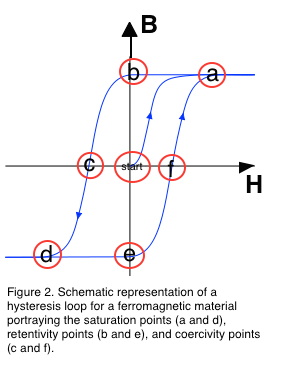 B
b
a
c
start
f
H
d
e
Figure 2. Schematic representation of a
hysteresis loop for a ferromagnetic material
portraying the saturation points (a and d),
retentivity points (b and e), and coercivity points
(c and f).